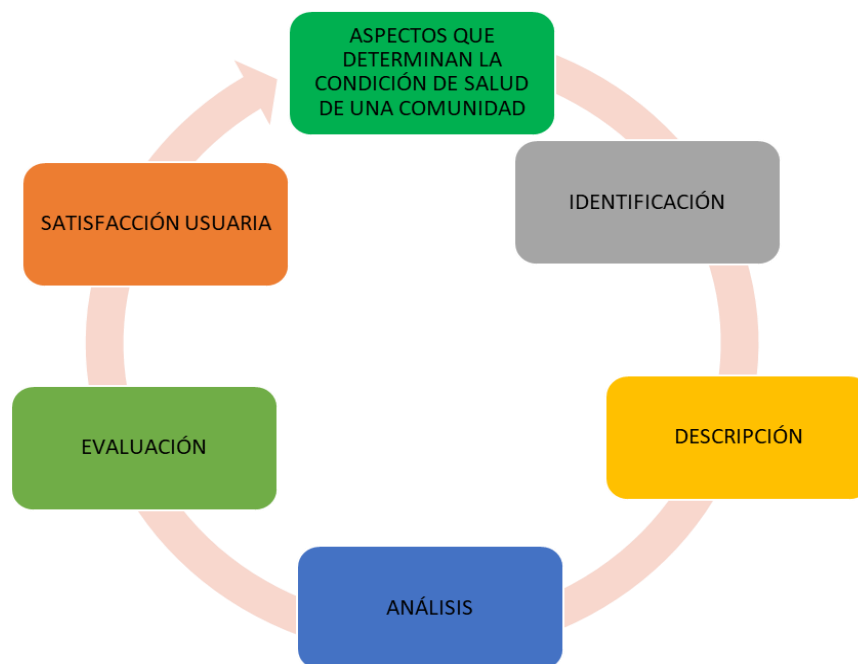 ASPECTOS QUE
DETERMINAN LA
CONDICIÓN DE SALUD
DE UNA COMUNIDAD
IDENTIFICACIÓN
DESCRIPCIÓN
ANÁLISIS
EVALUACIÓN
SATISFACCIÓN USUARIA